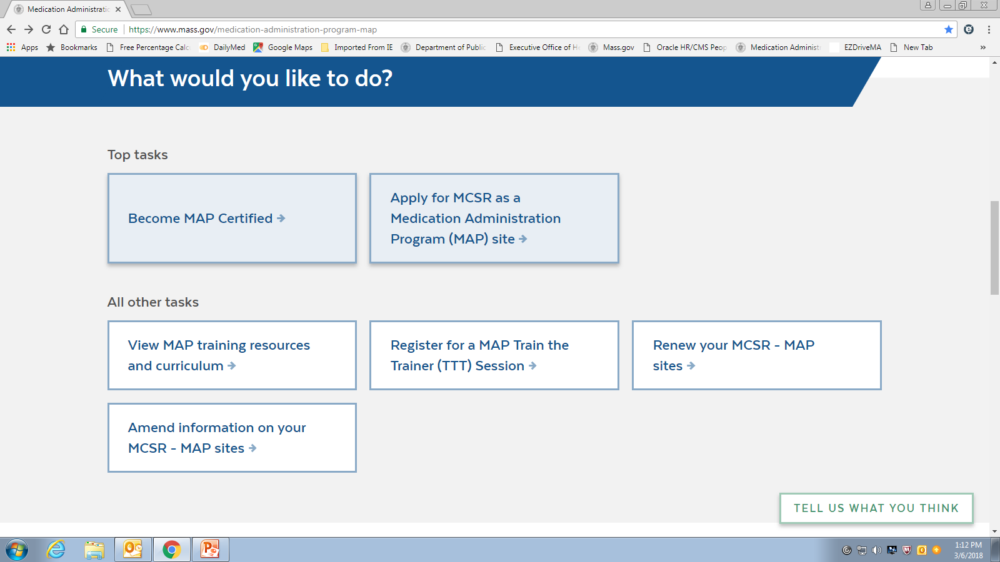 Medication Administratio
Secure https://www.mass.gov/medication-administration-program-map
Apps Bookmarks Free Percentage Calc DailyMed Google Maps Imported From IE Department of Public Executive Office of H Mass.gov Oracle HR/CMS Peop Medication Administ EZDriveMA New Tab »
What would you like to do?
Top tasks
Become MAP Certified
Apply for MCSR as a
Medication Administration
Program (MAP) site
All other tasks
View MAP training resources
and curriculum
Register for a MAP Train the
Trainer (TTT) Session
Renew your MCSR - MAP
sites
Amend information on your
MCSR - MAP sites
TELL US WHAT YOU THINK
1:12 PM
3/6/2018